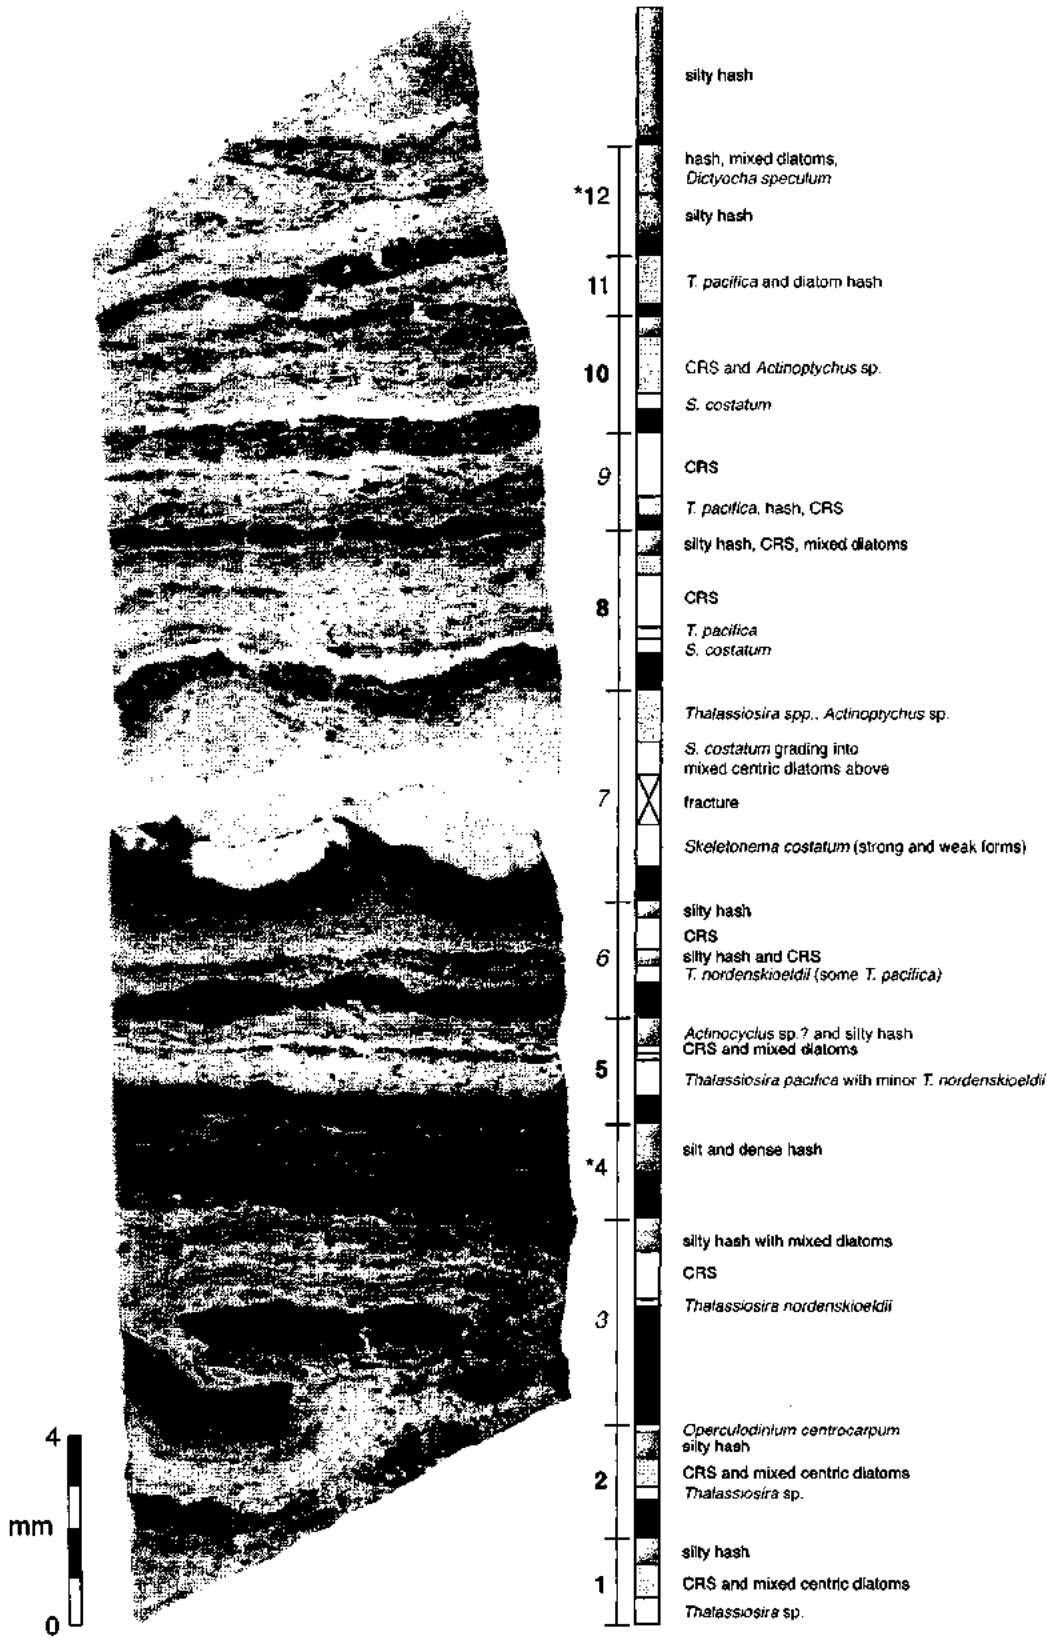 silty hash
hash, mixed diatoms,
Dictyocha speculum
*12
silty hash
11
T. pacifica and diatom hash
10
CRS and Actinoptychus sp.
S. costatum
9
CRS
T. pacifica, hash, CRS
silty hash, CRS, mixed diatoms
8
CRS
T. pacifica
S. costatum
Thalassiosira spp., Actinoptychus sp.
S. costatum grading into
mixed centric diatoms above
7
fracture
Skeletonema costatum (strong and weak forms)
silty hash
CRS
6
silty hash and CRS
T. nordenskioeldii (some T. pacifica)
Actinocyclus sp.? and silty hash
CRS and mixed diatoms
5
Thalassiosira pacifica with minor T. nordenskioeldii
*4
silt and dense hash
silty hash with mixed diatoms
CRS
3
Thalassiosira nordenskioeldii
4
mm
0
Operculodinium centrocarpum
silty hash
2
CRS and mixed centric diatoms
Thalassiosira sp.
silty hash
1
CRS and mixed centric diatoms
Thalassiosira sp.